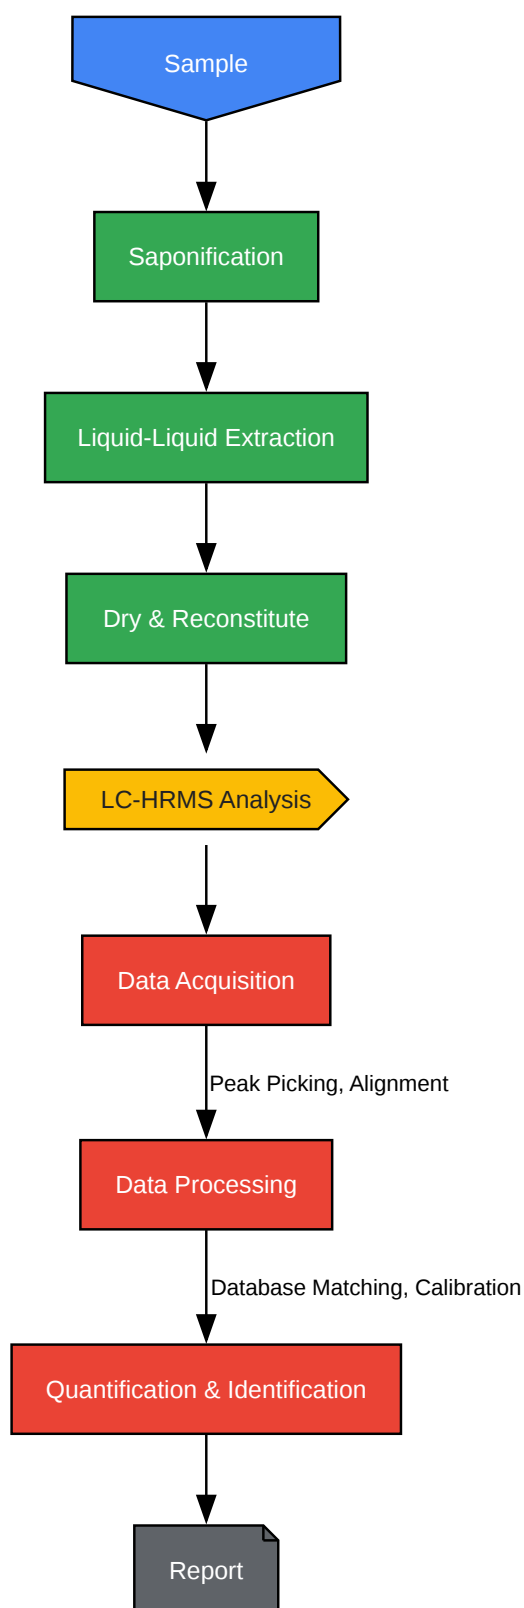 Sample
Saponification
Liquid-Liquid Extraction
Dry & Reconstitute
LC-HRMS Analysis
Data Acquisition
Peak Picking, Alignment
Data Processing
Database Matching, Calibration
Quantification & Identification
Report